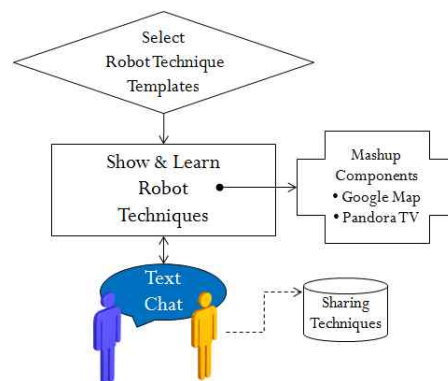 Select
Robot Technique
Templates
Show & Learn
Robot
Techniques
Mashup
Components
• Google Map
• Pandora TV
Text
Chat
Sharing
Techniques